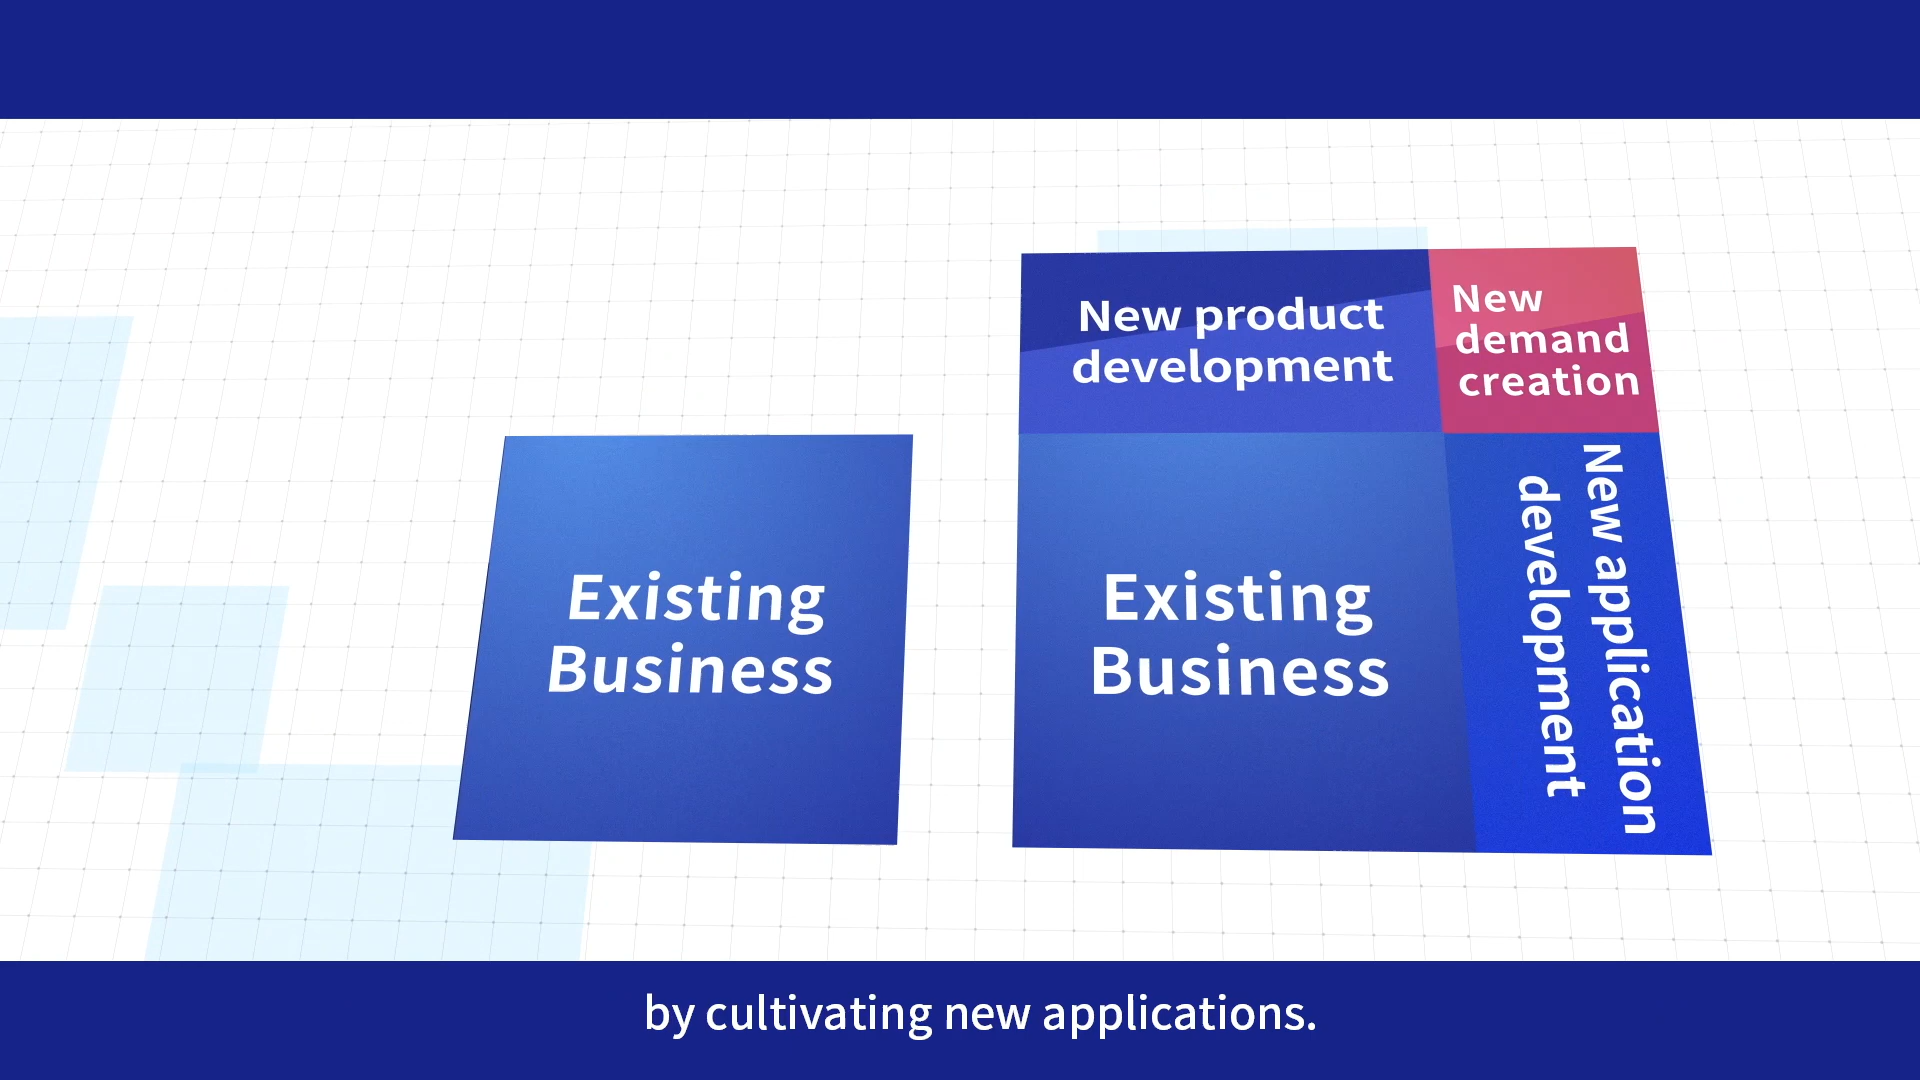 Existing
Business
New product
development
New
demand
creation
Existing
Business
New application
development
by cultivating new applications.